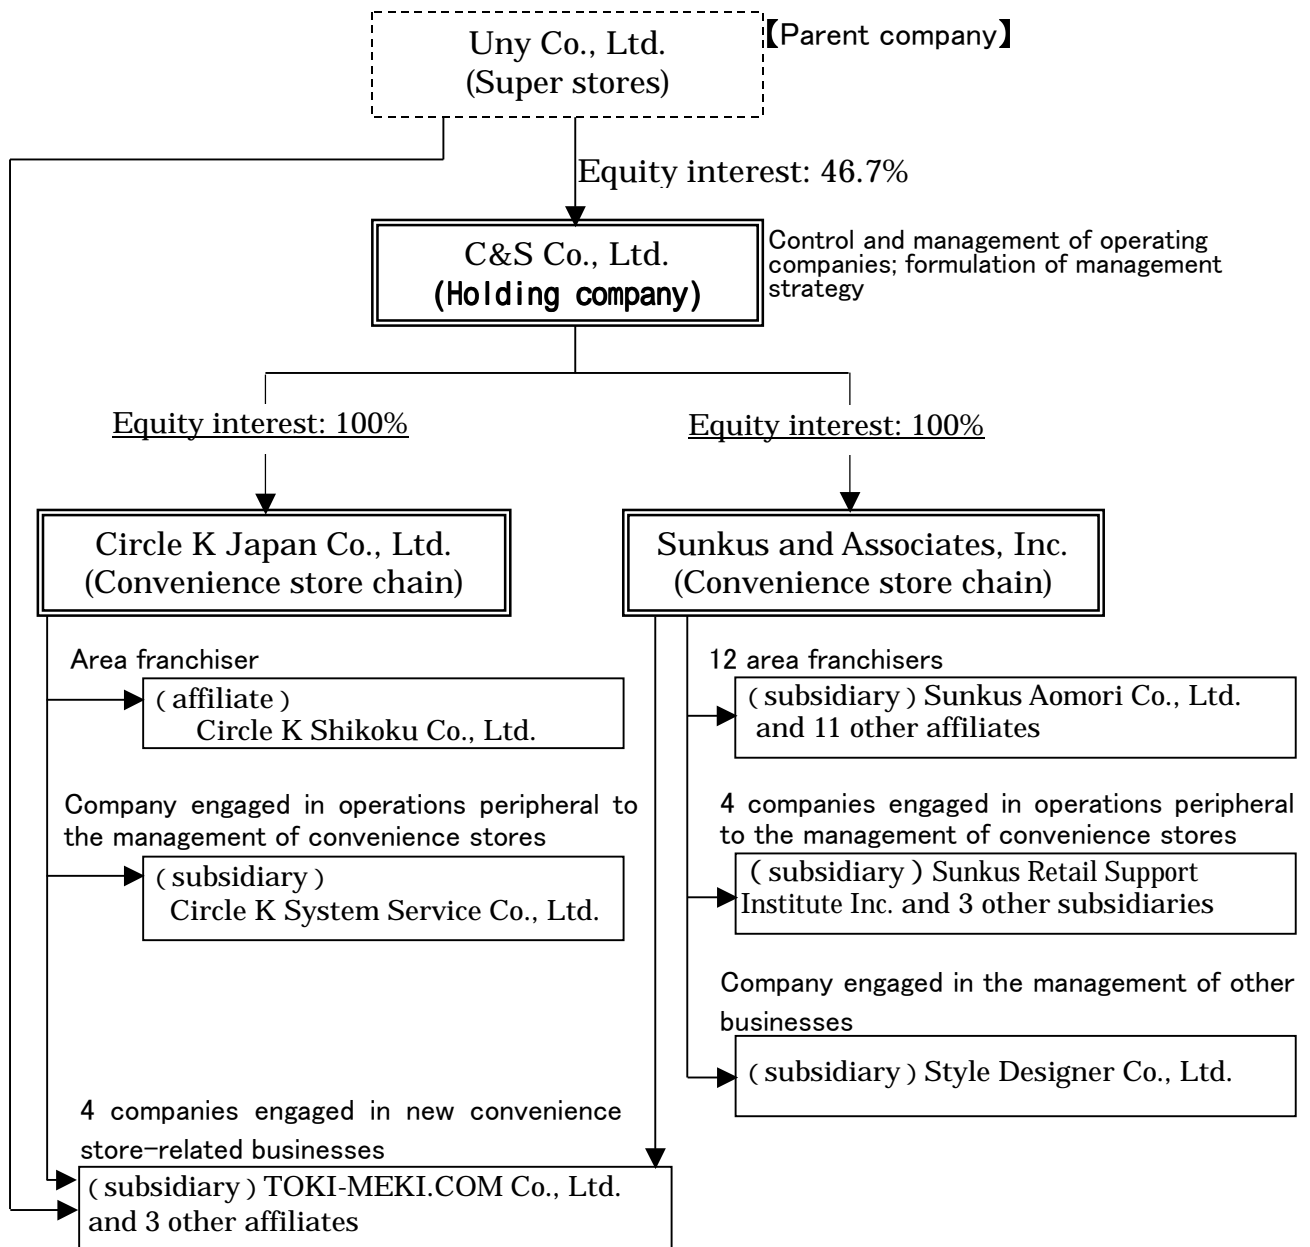 Uny Co., Ltd.
(Super stores)
【Parent company】
Equity interest: 46.7%
C&S Co., Ltd.
(Holding company)
Control and management of operating
companies; formulation of management
strategy
Equity interest: 100%
Equity interest: 100%
Circle K Japan Co., Ltd.
(Convenience store chain)
Sunkus and Associates, Inc.
(Convenience store chain)
Area franchiser
(affiliate)
Circle K Shikoku Co., Ltd.
Company engaged in operations peripheral to
the management of convenience stores
(subsidiary)
Circle K System Service Co., Ltd.
12 area franchisers
(subsidiary) Sunkus Aomori Co., Ltd.
and 11 other affiliates
4 companies engaged in operations peripheral
to the management of convenience stores
(subsidiary) Sunkus Retail Support
Institute Inc. and 3 other subsidiaries
Company engaged in the management of other
businesses
(subsidiary) Style Designer Co., Ltd.
4 companies engaged in new convenience
store-related businesses
(subsidiary) TOKI-MEKI.COM Co., Ltd.
and 3 other affiliates